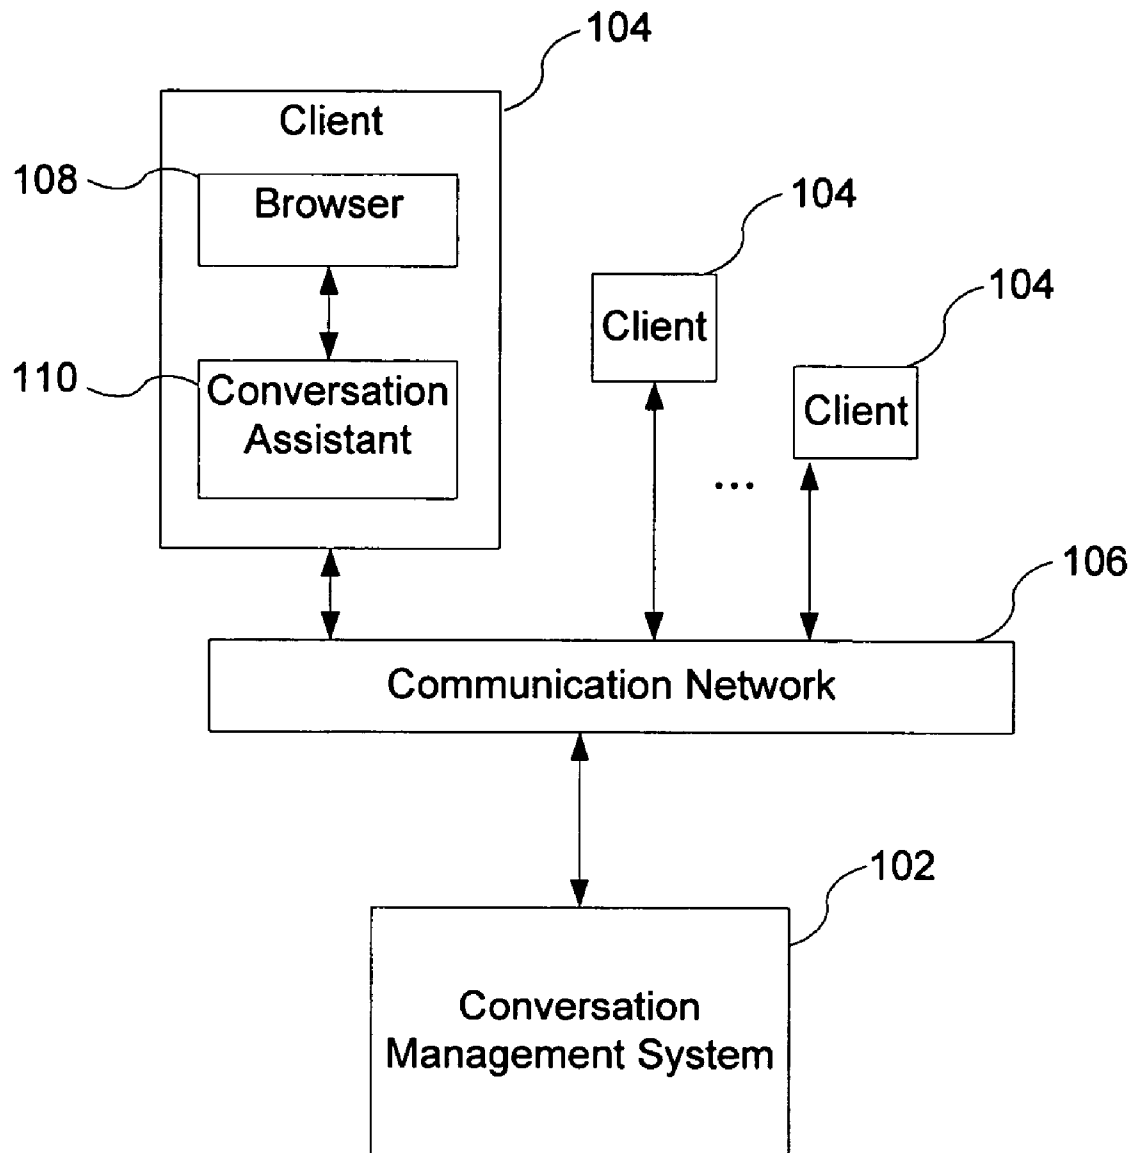 104
Client
108
Browser
104
104
Client
110
Conversation
Assistant
Client
...
106
Communication Network
102
Conversation
Management System